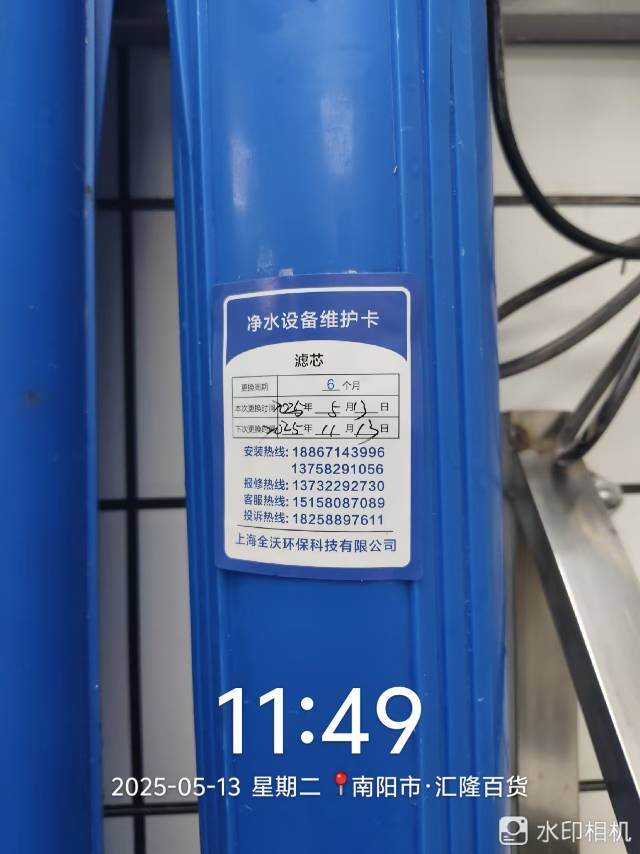 净水设备维护卡
滤芯
更换周期 6 个月
本次更换时间 2025年 5 月 13 日
下次更换时间 2025年 11 月 13 日
安装热线: 18867143996
13758291056
报修热线: 13732292730
客服热线: 15158087089
投诉热线: 18258897611
上海全沃环保科技有限公司
11:49
2025-05-13 星期二 南阳市·汇隆百货
水印相机